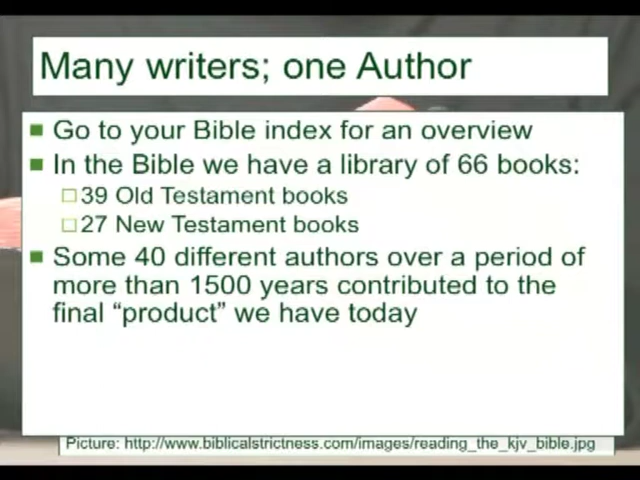 Many writers; one Author
Go to your Bible index for an overview
In the Bible we have a library of 66 books:
39 Old Testament books
27 New Testament books
Some 40 different authors over a period of
more than 1500 years contributed to the
final “product” we have today
Picture: http://www.biblicalstrictness.com/images/reading_the_kjv_bible.jpg